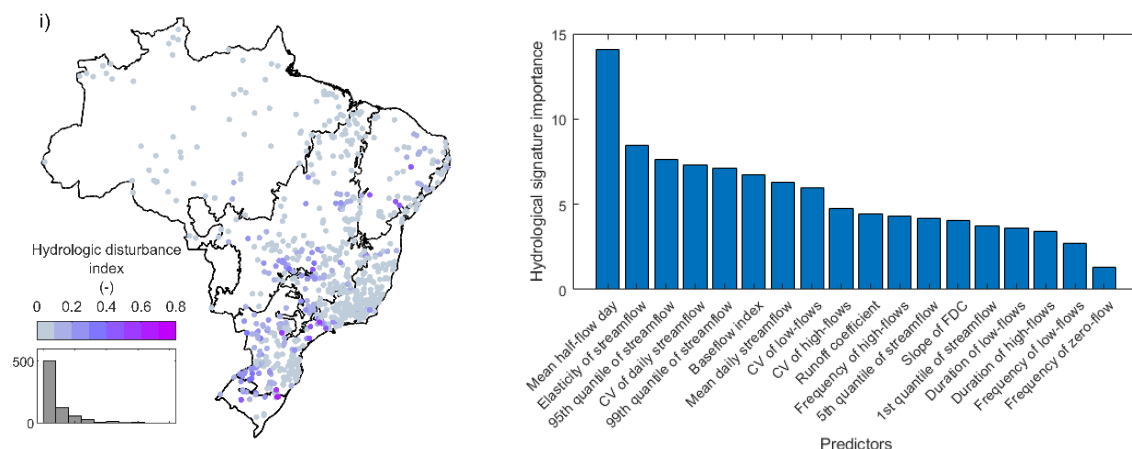 i)
Hydrologic disturbance
index
(-)
0 0.2 0.4 0.6 0.8
500
0
Hydrological signature importance
15
10
5
0
Mean half-flow day
Elasticity of streamflow
95th quantile of streamflow
CV of daily streamflow
99th quantile of streamflow
Baseflow index
Mean daily streamflow
CV of low-flows
CV of high-flows
Runoff coefficient
Frequency of high-flows
5th quantile of streamflow
Slope of FDC
1st quantile of streamflow
Duration of low-flows
Duration of high-flows
Frequency of low-flows
Frequency of zero-flow
Predictors